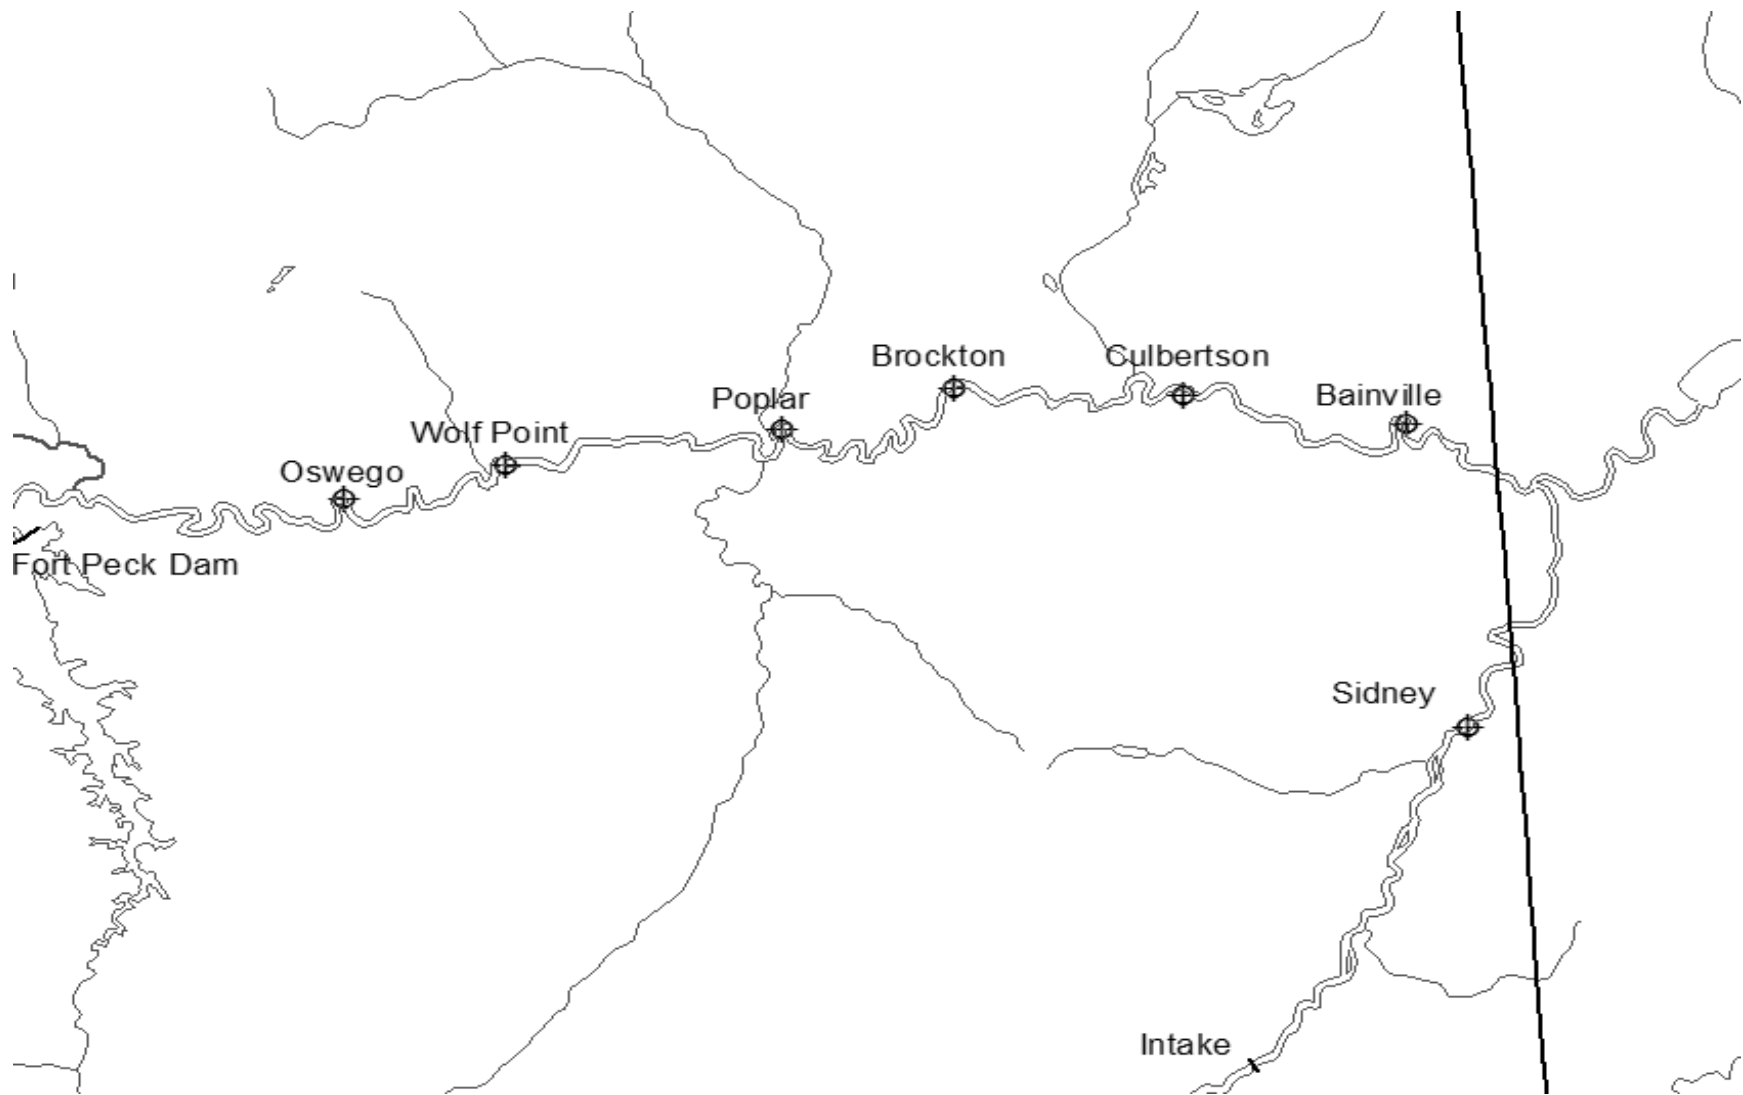 Brockton
Culbertson
Bainville
Poplar
Wolf Point
Oswego
Fort Peck Dam
Sidney
Intake